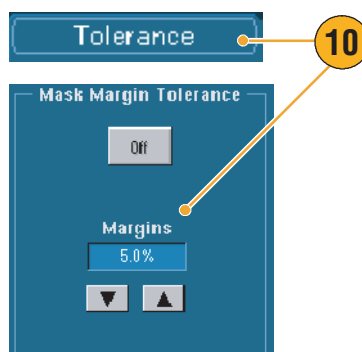 Tolerance
10
Mask Margin Tolerance
Off
Margins
5.0%